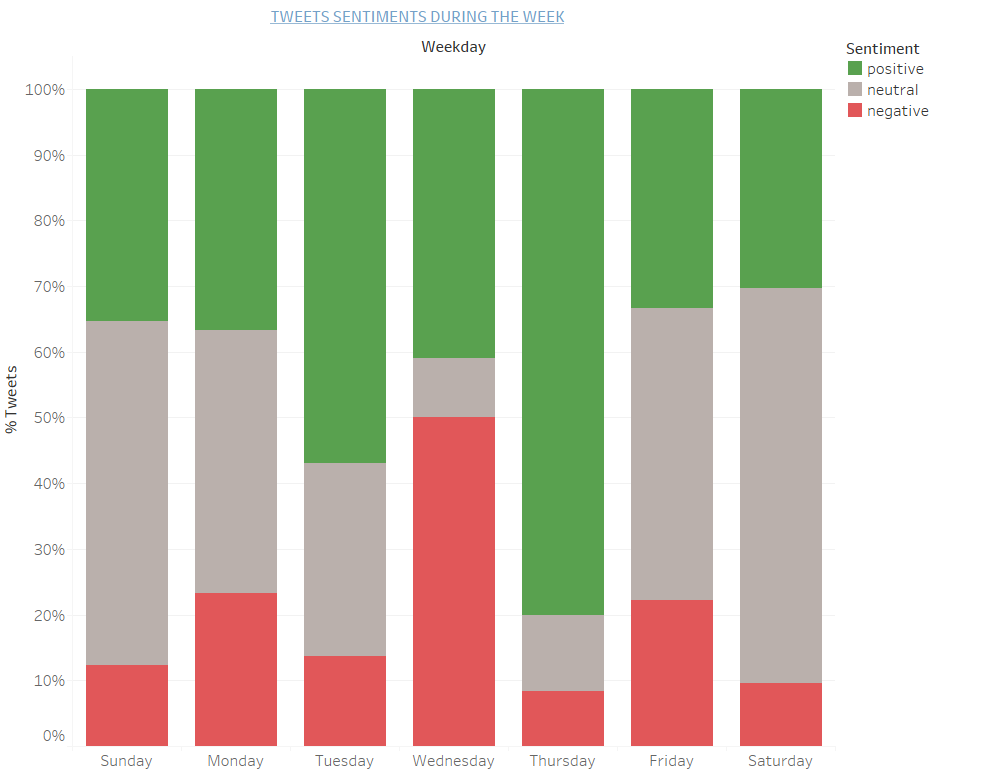 TWEETS SENTIMENTS DURING THE WEEK
Weekday
Sentiment
positive
neutral
negative
% Tweets
100%
90%
80%
70%
60%
50%
40%
30%
20%
10%
0%
Sunday Monday Tuesday Wednesday Thursday Friday Saturday